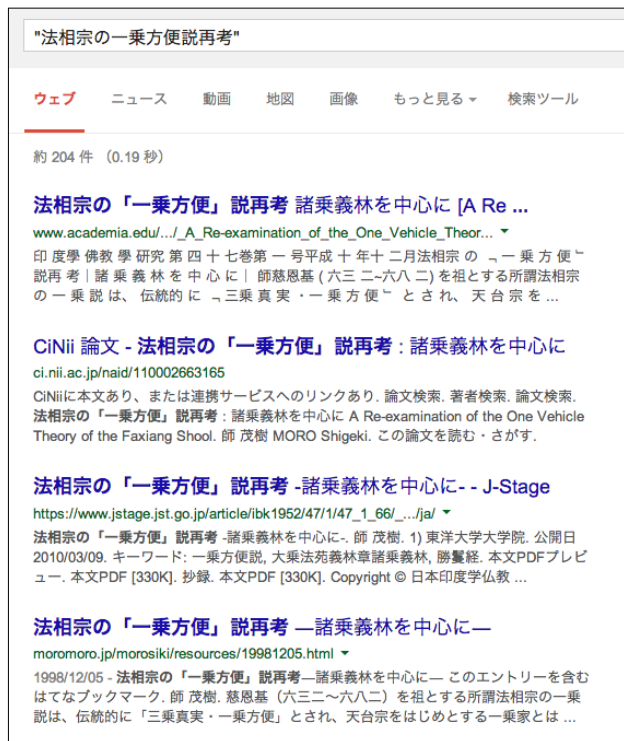 "法相宗の一乗方便説再考"
ウェブ ニュース 動画 地図 画像 もっと見る 検索ツール
約 204 件 （0.19 秒）
法相宗の「一乗方便」説再考 諸乗義林を中心に [A Re ...
www.academia.edu/.../_A_Re-examination_of_the_One_Vehicle_Theor...
印 度學 佛教 學 研究 第 四 十 七巻第 一 号平成 十 年十 二月法相宗 の ¬ 一 乗 方 便 ﹂
説再 考｜諸 乗 義 林 を 中 心 に｜ 師慈恩基 ( 六三 二~六八 二) を祖とする所謂法相宗
の 一 乗 説 は、 伝統的 に ¬ 三乗 真 実 ・一 乗 方 便 ﹂ と さ れ、 天 台 宗 を ...
CiNii 論文 - 法相宗の「一乗方便」説再考 : 諸乗義林を中心に
ci.nii.ac.jp/naid/110002663165
CiNiiに本文あり、または連携サービスへのリンクあり. 論文検索. 著者検索. 論文検索.
法相宗の「一乗方便」説再考 : 諸乗義林を中心に A Re-examination of the One Vehicle
Theory of the Faxiang Shool. 師 茂樹 MORO Shigeki. この論文を読む・さがす.
法相宗の「一乗方便」説再考 -諸乗義林を中心に- - J-Stage
https://www.jstage.jst.go.jp/article/ibk1952/47/1/47_1_66/_.../ja/
法相宗の「一乗方便」説再考 -諸乗義林を中心に-. 師 茂樹. 1) 東洋大学大学院. 公開日
2010/03/09. キーワード: 一乗方便説, 大乗法苑義林章諸乗義林, 勝鬘経. 本文PDFプレビ
ュー. 本文PDF [330K]. 抄録. 本文PDF [330K]. Copyright © 日本印度学仏教 ...
法相宗の「一乗方便」説再考 ―諸乗義林を中心に―
moromoro.jp/morosiki/resources/19981205.html
1998/12/05 - 法相宗の「一乗方便」説再考―諸乗義林を中心に― このエントリーを含む
はてなブックマーク. 師 茂樹. 慈恩基（六三二〜六八二）を祖とする所謂法相宗の一乗
説は、伝統的に「三乗真実・一乗方便」とされ、天台宗をはじめとする一乗家とは ...